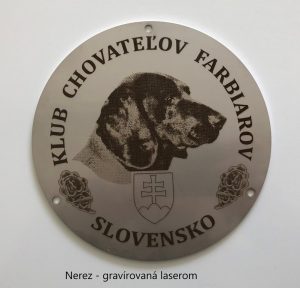 KLUB CHOVATEĽOV FARBIAROV
SLOVENSKO
Nerez - gravírovaná laserom